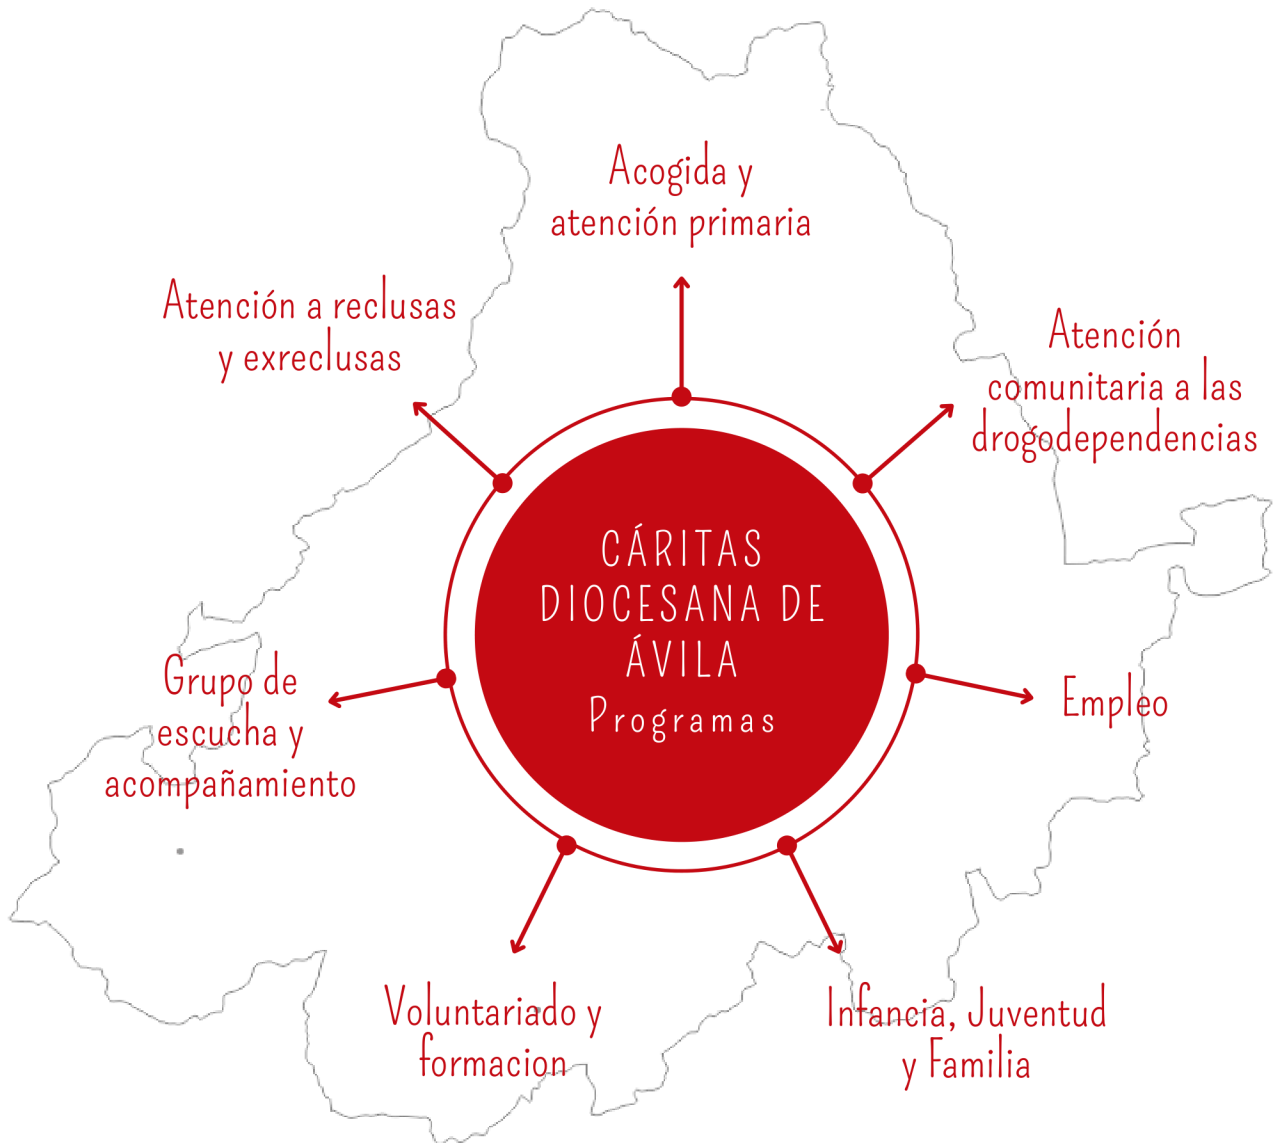 Acogida y
atención primaria
Atención a reclusas
y exreclusas
Atención
comunitaria a las
drogodependencias
CÁRITAS
DIOCESANA DE
ÁVILA
Programas
Grupo de
escucha y
acompañamiento
Empleo
Voluntariado y
formacion
Infancia, Juventud
y Familia